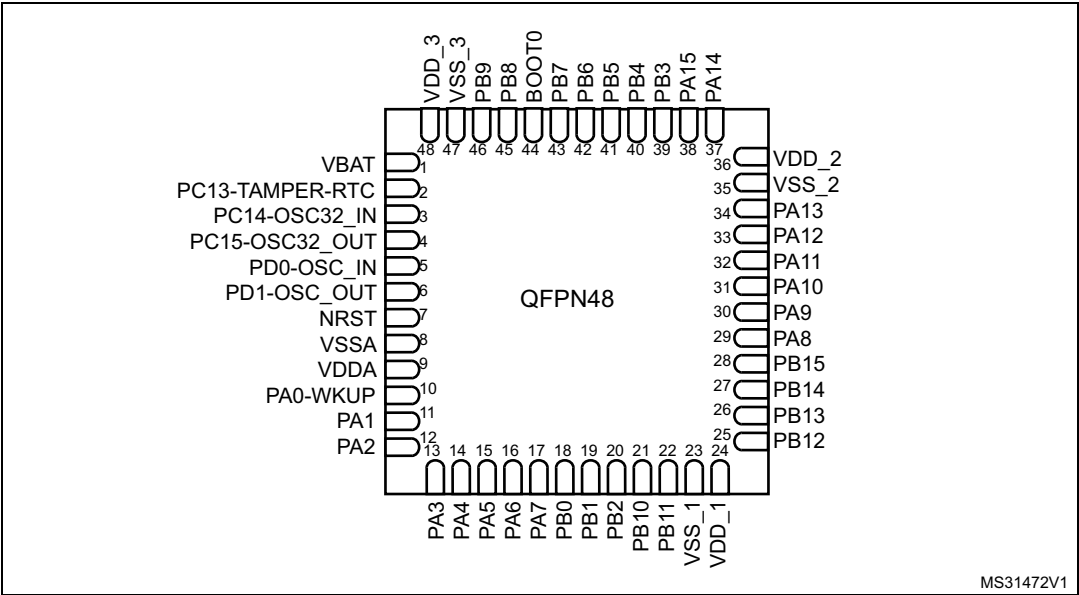 VDD_3
VSS_3
PB9
PB8
BOOT0
PB7
PB6
PB5
PB4
PB3
PA15
PA14
48 47 46 45 44 43 42 41 40 39 38 37
VBAT 1
PC13-TAMPER-RTC 2
PC14-OSC32_IN 3
PC15-OSC32_OUT 4
PD0-OSC_IN 5
PD1-OSC_OUT 6
NRST 7
VSSA 8
VDDA 9
PA0-WKUP 10
PA1 11
PA2 12
QFPN48
36 VDD_2
35 VSS_2
34 PA13
33 PA12
32 PA11
31 PA10
30 PA9
29 PA8
28 PB15
27 PB14
26 PB13
25 PB12
13 14 15 16 17 18 19 20 21 22 23 24
PA3
PA4
PA5
PA6
PA7
PB0
PB1
PB2
PB10
PB11
VSS_1
VDD_1
MS31472V1